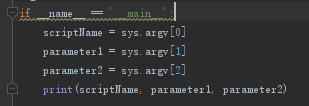 if __name__ == '__main__':
    scriptName = sys.argv[0]
    parameter1 = sys.argv[1]
    parameter2 = sys.argv[2]
    print(scriptName, parameter1, parameter2)